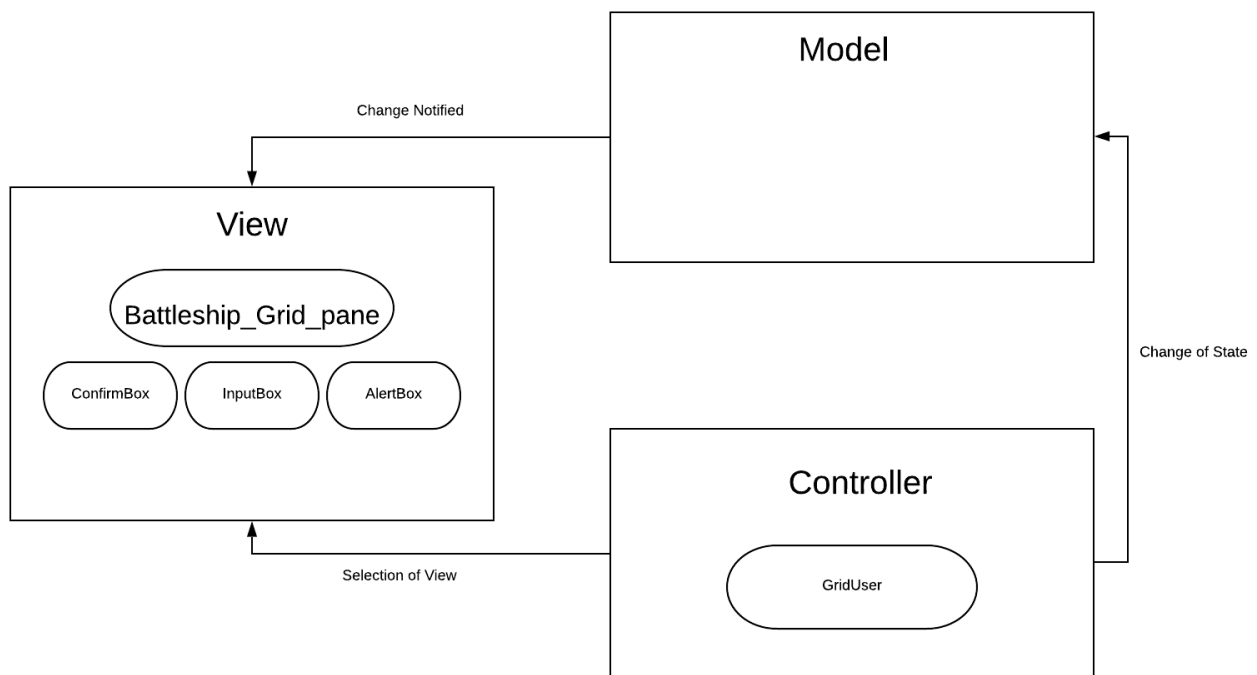 Model
Change Notified
View
Battleship_Grid_pane
ConfirmBox
InputBox
AlertBox
Change of State
Controller
Selection of View
GridUser